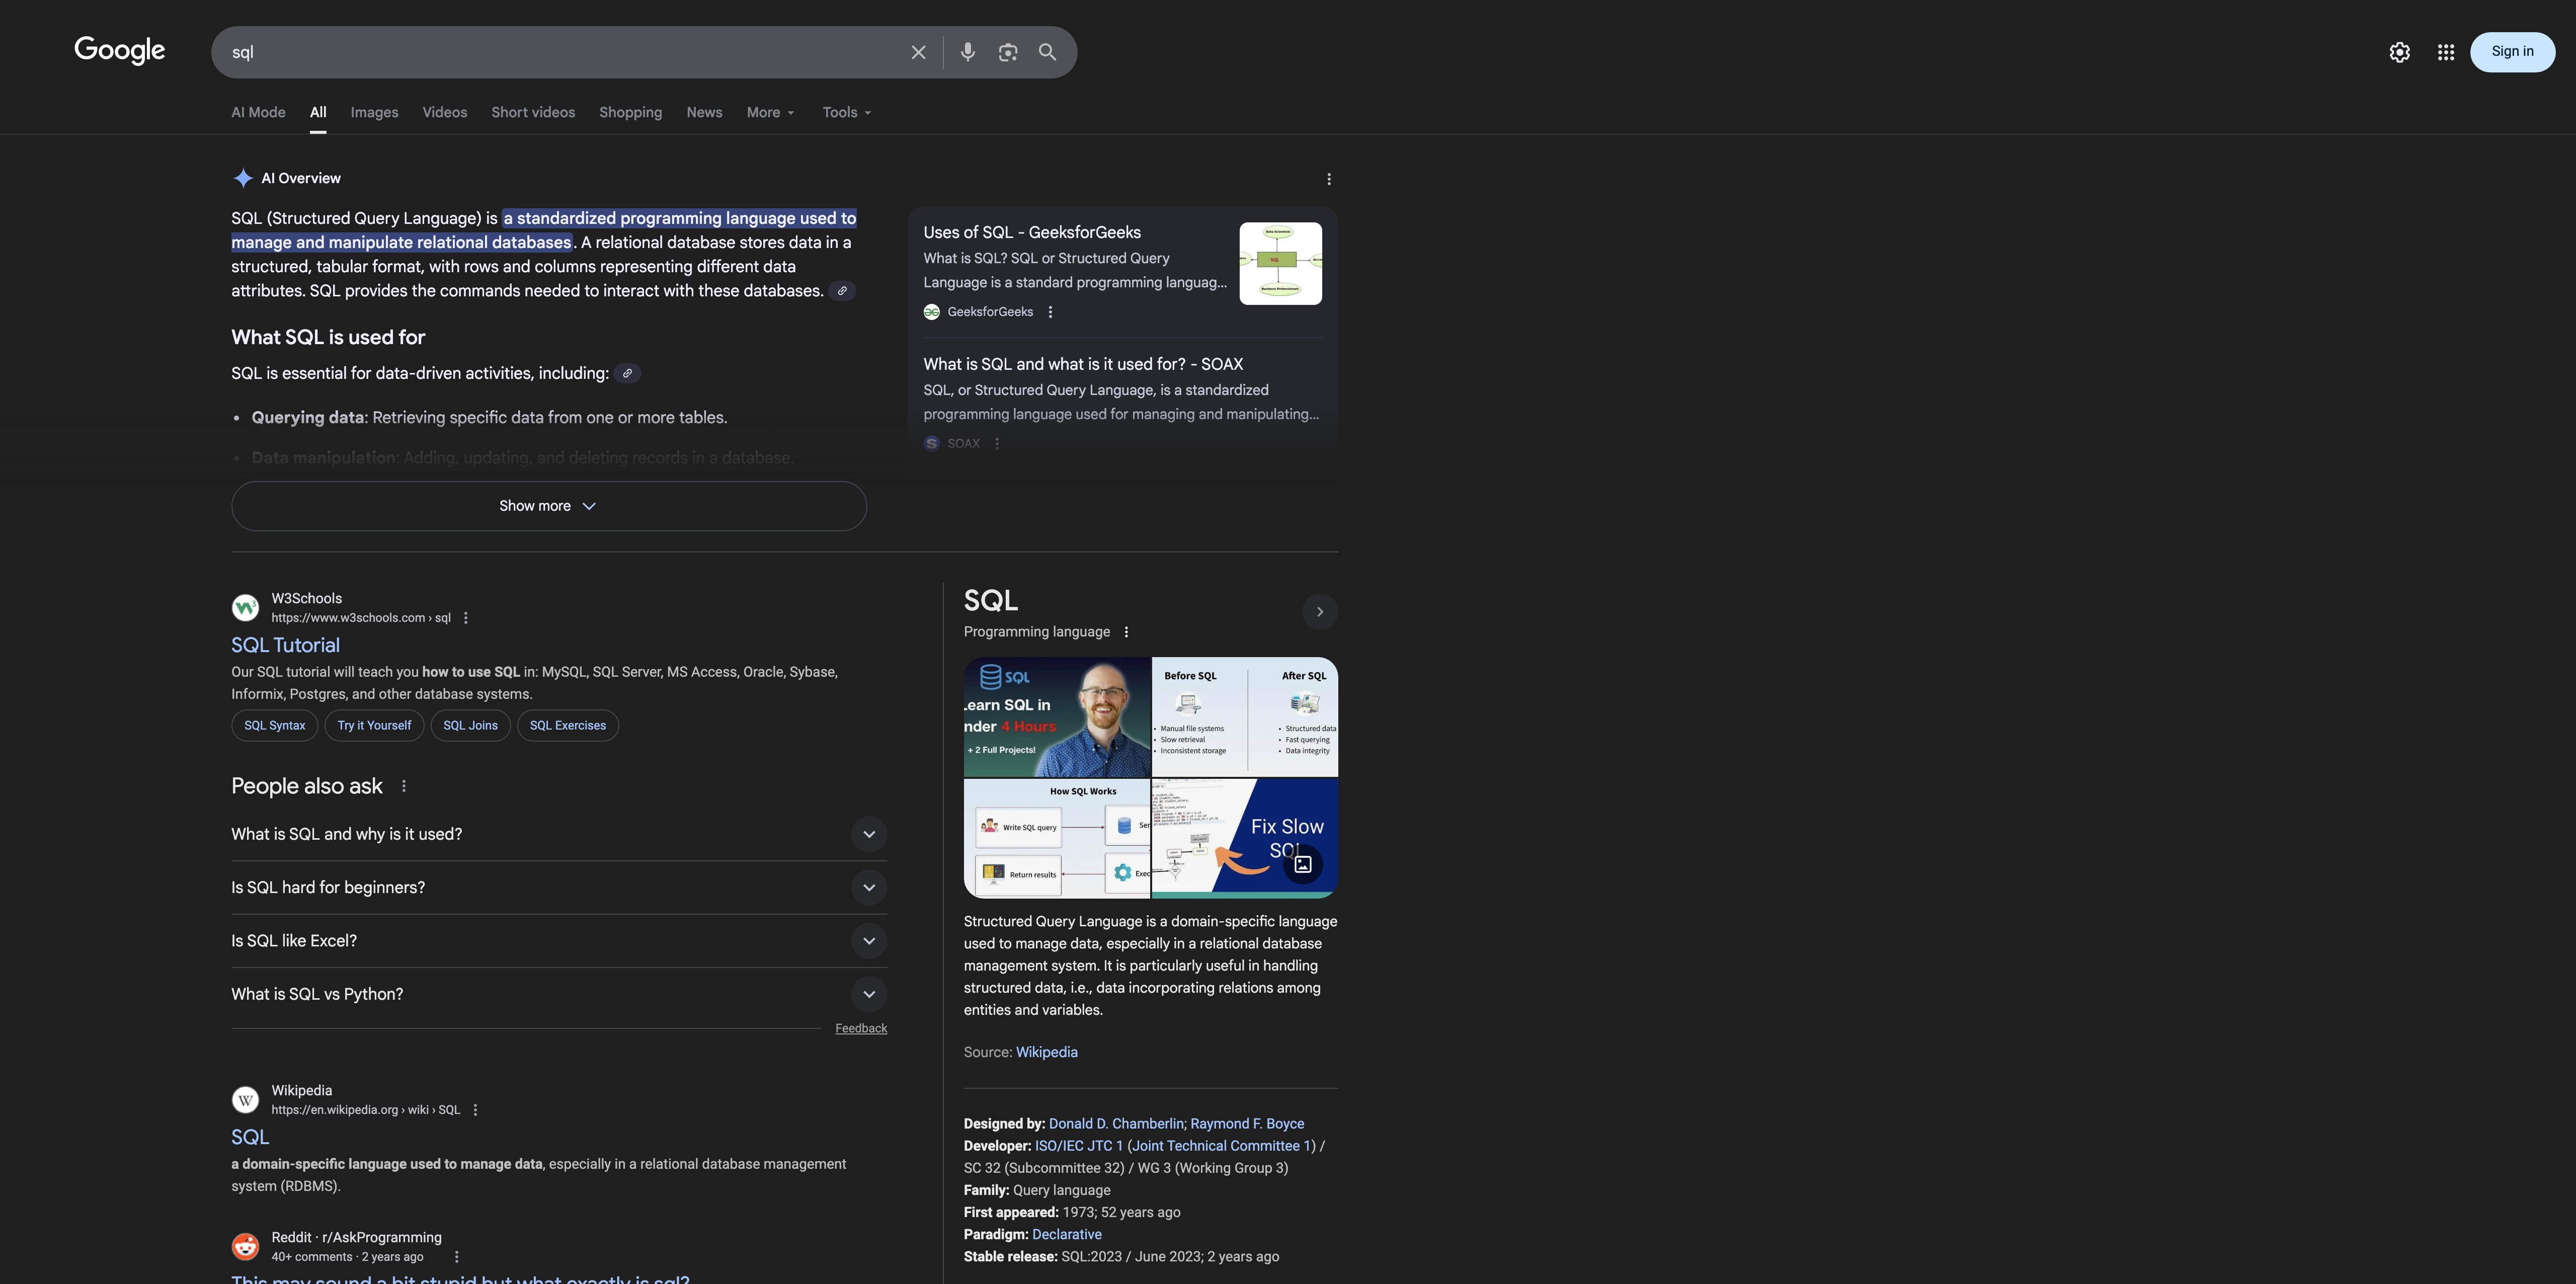 Google
sql
Sign in
AI Mode
All
Images
Videos
Short videos
Shopping
News
More
Tools
AI Overview
SQL (Structured Query Language) is a standardized programming language used to
manage and manipulate relational databases. A relational database stores data in a
structured, tabular format, with rows and columns representing different data
attributes. SQL provides the commands needed to interact with these databases.
What SQL is used for
SQL is essential for data-driven activities, including:
• Querying data: Retrieving specific data from one or more tables.
• Data manipulation: Adding, updating, and deleting records in a database.
Show more
Uses of SQL - GeeksforGeeks
What is SQL? SQL or Structured Query
Language is a standard programming languag...
GeeksforGeeks
Data Scientists
SQL
Business Professionals
What is SQL and what is it used for? - SOAX
SQL, or Structured Query Language, is a standardized
programming language used for managing and manipulating...
SOAX
W3Schools
https://www.w3schools.com › sql
SQL Tutorial
Our SQL tutorial will teach you how to use SQL in: MySQL, SQL Server, MS Access, Oracle, Sybase,
Informix, Postgres, and other database systems.
SQL Syntax
Try it Yourself
SQL Joins
SQL Exercises
People also ask
What is SQL and why is it used?
Is SQL hard for beginners?
Is SQL like Excel?
What is SQL vs Python?
Feedback
Wikipedia
https://en.wikipedia.org › wiki › SQL
SQL
a domain-specific language used to manage data, especially in a relational database management
system (RDBMS).
Reddit · r/AskProgramming
40+ comments · 2 years ago
This may sound a bit stupid but what exactly is sql?
SQL
Programming language
SQL
earn SQL in
nder 4 Hours
+ 2 Full Projects!
Before SQL
• Manual file systems
• Slow retrieval
• Inconsistent storage
After SQL
• Structured data
• Fast querying
• Data integrity
How SQL Works
Write SQL query
Ser
Return results
Exec
Fix Slow
SQL
Structured Query Language is a domain-specific language
used to manage data, especially in a relational database
management system. It is particularly useful in handling
structured data, i.e., data incorporating relations among
entities and variables.
Source: Wikipedia
Designed by: Donald D. Chamberlin; Raymond F. Boyce
Developer: ISO/IEC JTC 1 (Joint Technical Committee 1) /
SC 32 (Subcommittee 32) / WG 3 (Working Group 3)
Family: Query language
First appeared: 1973; 52 years ago
Paradigm: Declarative
Stable release: SQL:2023 / June 2023; 2 years ago